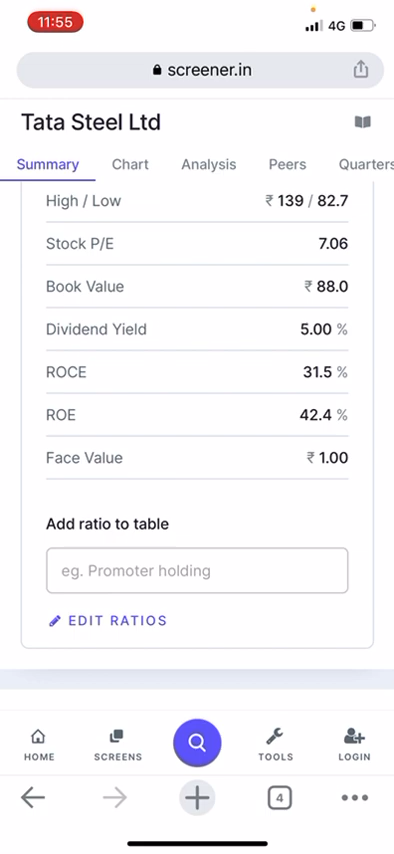 11:55
4G
screener.in
Tata Steel Ltd
Summary Chart Analysis Peers Quarters
High / Low ₹ 139 / 82.7
Stock P/E 7.06
Book Value ₹ 88.0
Dividend Yield 5.00 %
ROCE 31.5 %
ROE 42.4 %
Face Value ₹ 1.00
Add ratio to table
eg. Promoter holding
EDIT RATIOS
HOME SCREENS TOOLS LOGIN
4